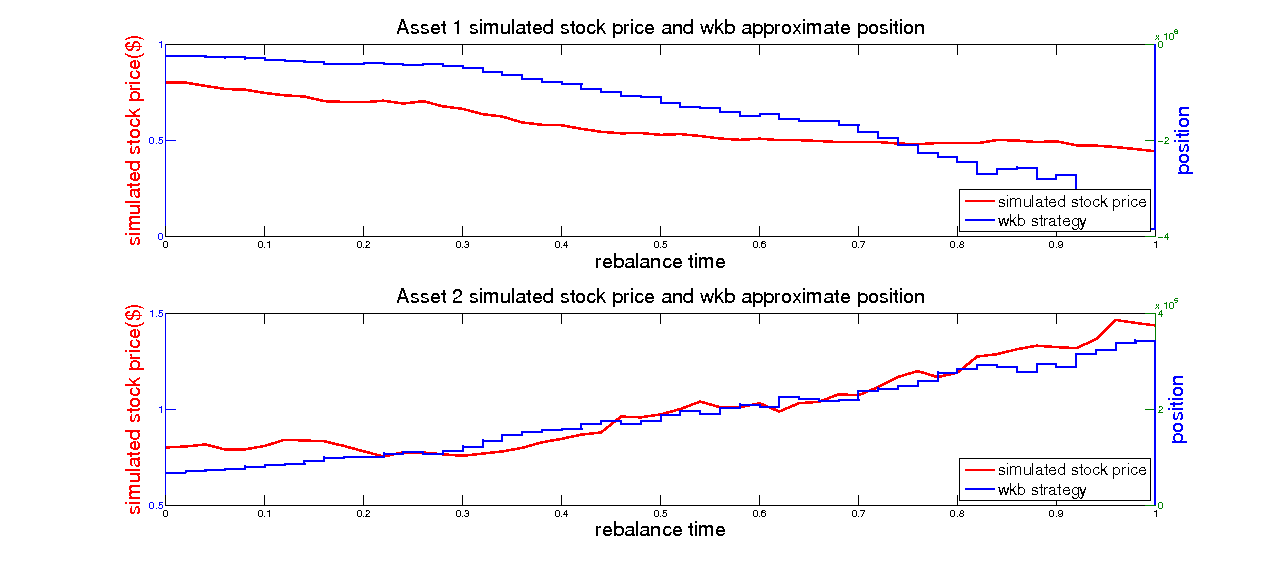 Asset 1 simulated stock price and wkb approximate position
simulated stock price($)
1
0.5
0
0
-2
-4
position
simulated stock price
wkb strategy
0 0.1 0.2 0.3 0.4 0.5 0.6 0.7 0.8 0.9 1
rebalance time
Asset 2 simulated stock price and wkb approximate position
simulated stock price($)
1.5
1
0.5
4
2
0
position
simulated stock price
wkb strategy
0 0.1 0.2 0.3 0.4 0.5 0.6 0.7 0.8 0.9 1
rebalance time